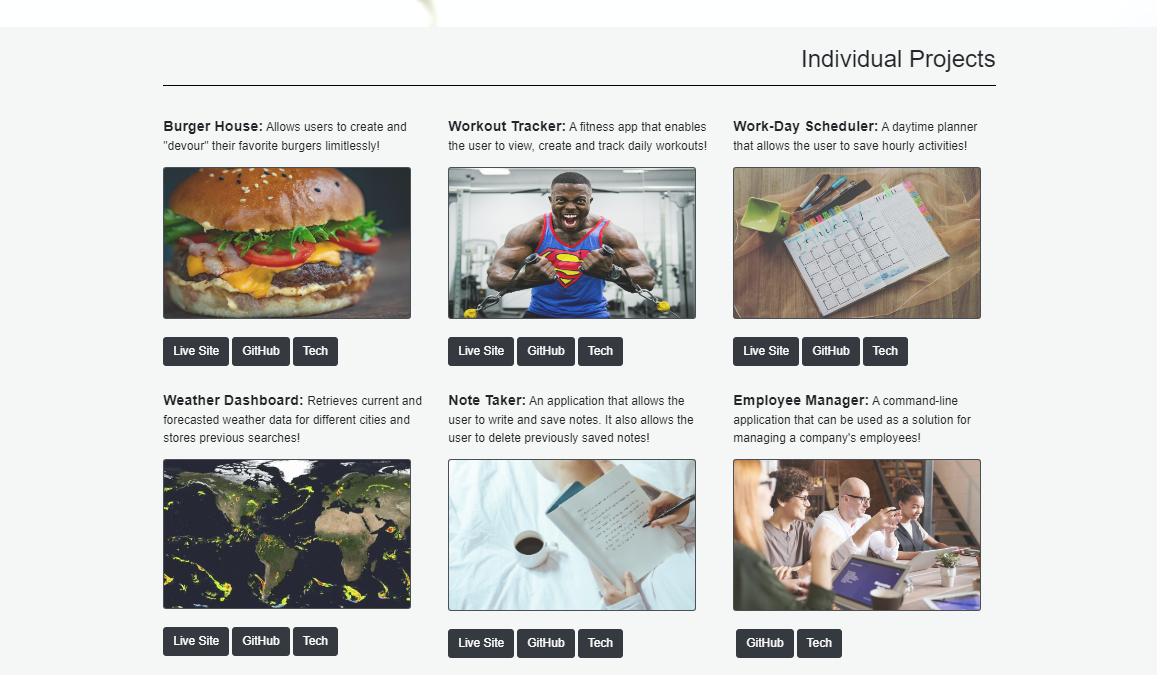 Individual Projects
Burger House: Allows users to create and
"devour" their favorite burgers limitlessly!
Workout Tracker: A fitness app that enables
the user to view, create and track daily workouts!
Work-Day Scheduler: A daytime planner
that allows the user to save hourly activities!
Live Site GitHub Tech
Live Site GitHub Tech
Live Site GitHub Tech
Weather Dashboard: Retrieves current and
forecasted weather data for different cities and
stores previous searches!
Note Taker: An application that allows the
user to write and save notes. It also allows the
user to delete previously saved notes!
Employee Manager: A command-line
application that can be used as a solution for
managing a company's employees!
Live Site GitHub Tech
Live Site GitHub Tech
GitHub Tech